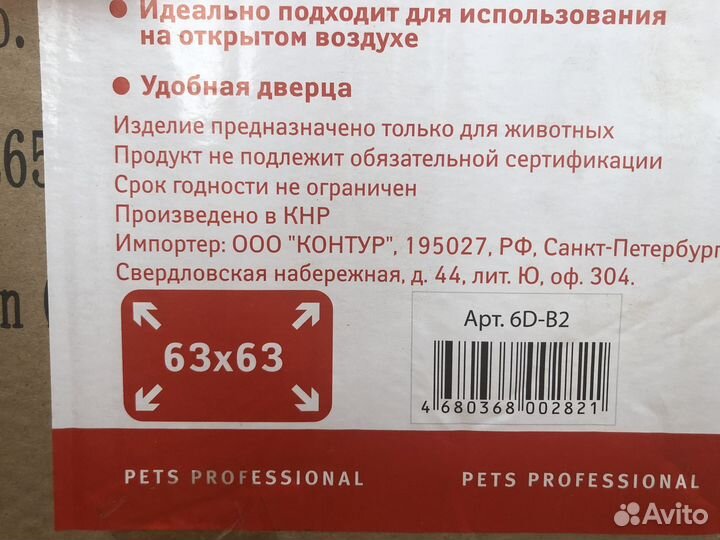 Идеально подходит для использования
на открытом воздухе
Удобная дверца
Изделие предназначено только для животных
Продукт не подлежит обязательной сертификации
Срок годности не ограничен
Произведено в КНР
Импортер: ООО "КОНТУР", 195027, РФ, Санкт-Петербург
Свердловская набережная, д. 44, лит. Ю, оф. 304.
63x63
Арт. 6D-B2
4 680368 002821
PETS PROFESSIONAL
PETS PROFESSIONAL
Avito